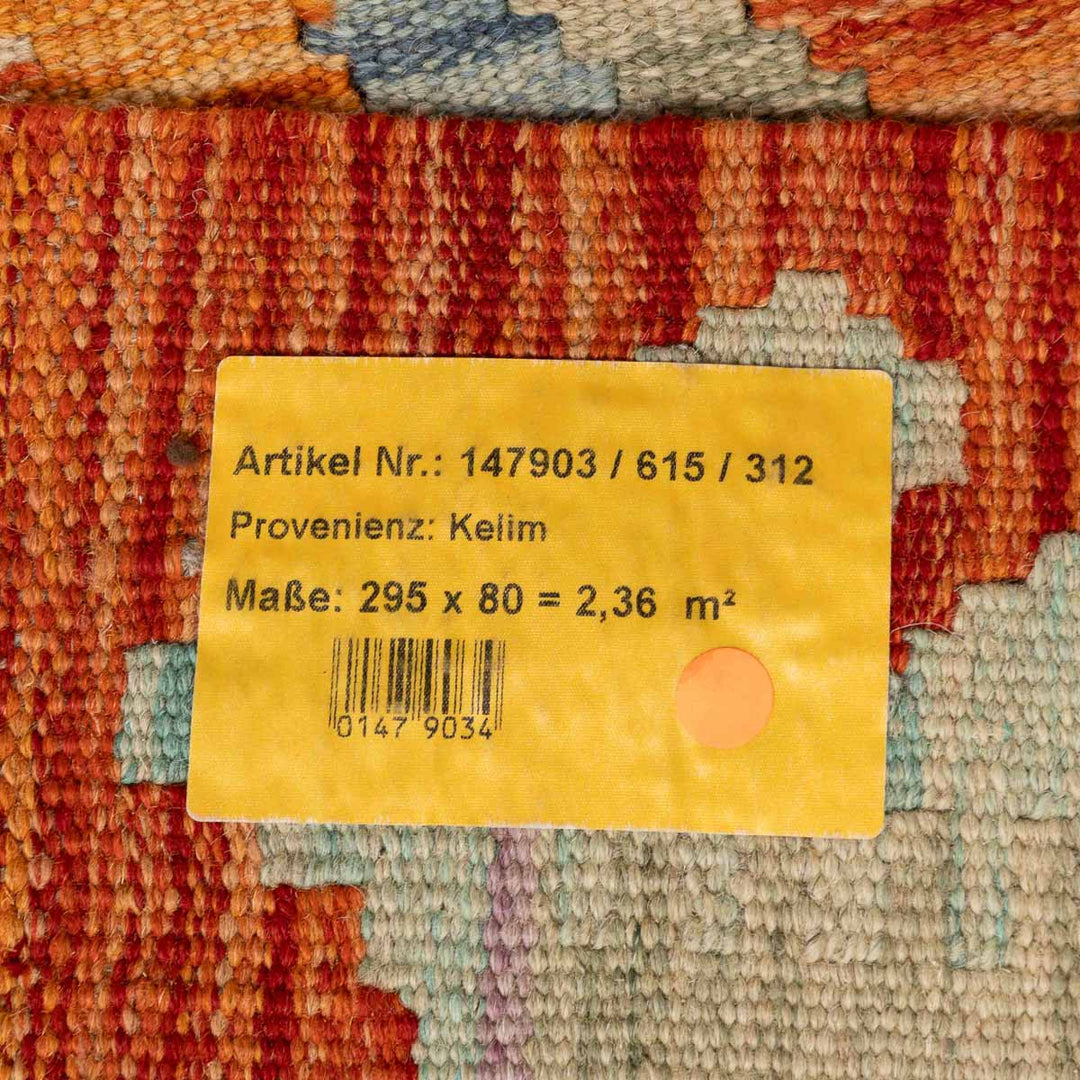 Artikel Nr.: 147903 / 615 / 312
Provenienz: Kelim
Maße: 295 x 80 = 2,36 m²
0147 9034